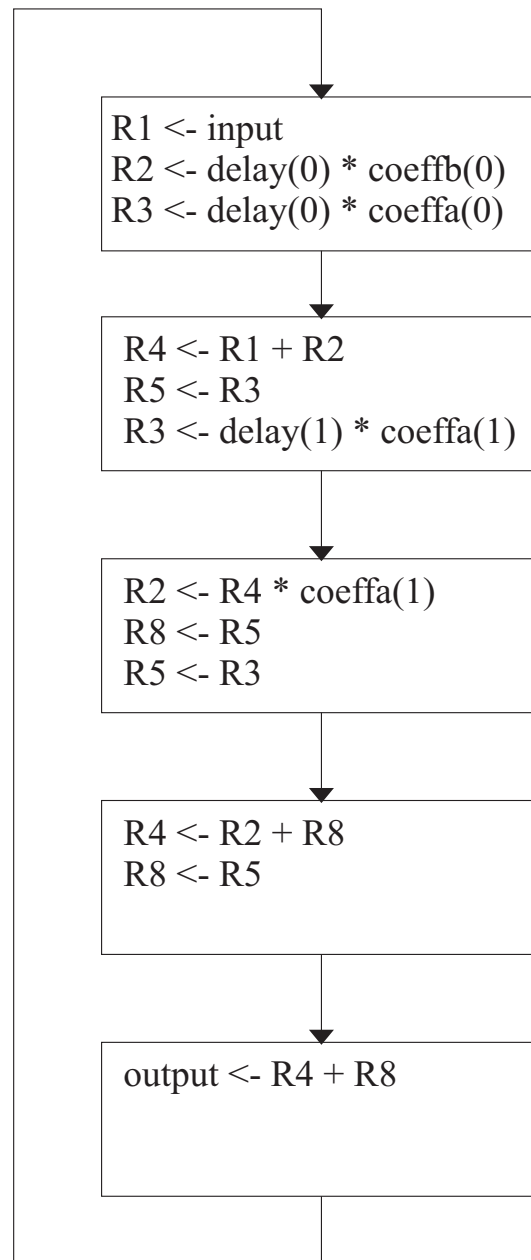 R1 <- input
R2 <- delay(0) * coeffb(0)
R3 <- delay(0) * coeffa(0)
R4 <- R1 + R2
R5 <- R3
R3 <- delay(1) * coeffa(1)
R2 <- R4 * coeffa(1)
R8 <- R5
R5 <- R3
R4 <- R2 + R8
R8 <- R5
output <- R4 + R8